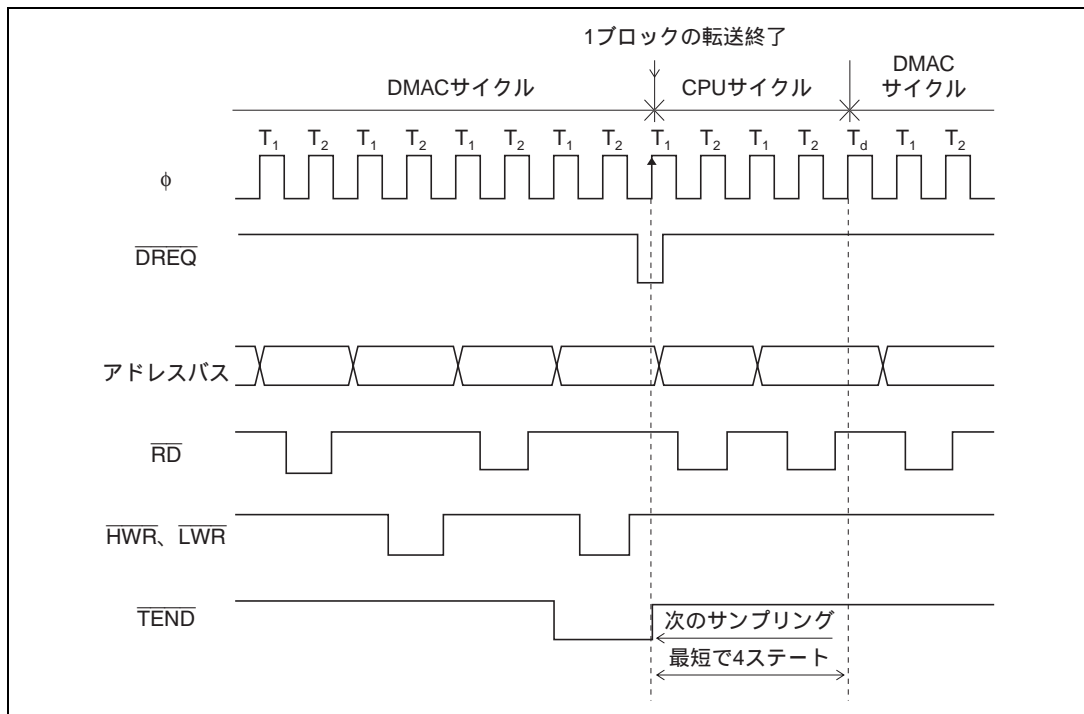 1ブロックの転送終了
DMACサイクル
CPUサイクル
DMAC
サイクル
T1 T2 T1 T2 T1 T2 T1 T2 T1 T2 T1 T2 Td T1 T2
φ
DREQ
アドレスバス
RD
HWR、LWR
TEND
次のサンプリング
最短で4ステート